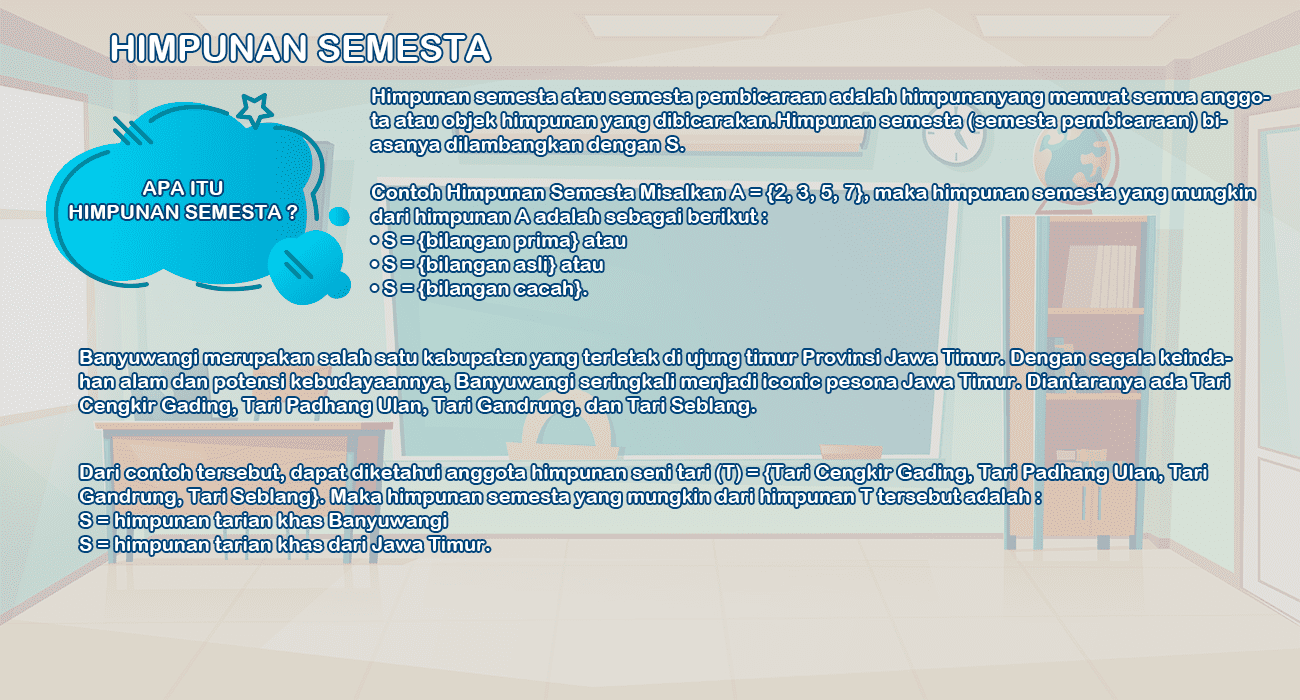 HIMPUNAN SEMESTA
APA ITU
HIMPUNAN SEMESTA ?
Himpunan semesta atau semesta pembicaraan adalah himpunanyang memuat semua anggo-
ta atau objek himpunan yang dibicarakan.Himpunan semesta (semesta pembicaraan) bi-
asanya dilambangkan dengan S.
Contoh Himpunan Semesta Misalkan A = {2, 3, 5, 7}, maka himpunan semesta yang mungkin
dari himpunan A adalah sebagai berikut :
• S = {bilangan prima} atau
• S = {bilangan asli} atau
• S = {bilangan cacah}.
Banyuwangi merupakan salah satu kabupaten yang terletak di ujung timur Provinsi Jawa Timur. Dengan segala keinda-
han alam dan potensi kebudayaannya, Banyuwangi seringkali menjadi iconic pesona Jawa Timur. Diantaranya ada Tari
Cengkir Gading, Tari Padhang Ulan, Tari Gandrung, dan Tari Seblang.
Dari contoh tersebut, dapat diketahui anggota himpunan seni tari (T) = {Tari Cengkir Gading, Tari Padhang Ulan, Tari
Gandrung, Tari Seblang}. Maka himpunan semesta yang mungkin dari himpunan T tersebut adalah :
S = himpunan tarian khas Banyuwangi
S = himpunan tarian khas dari Jawa Timur.